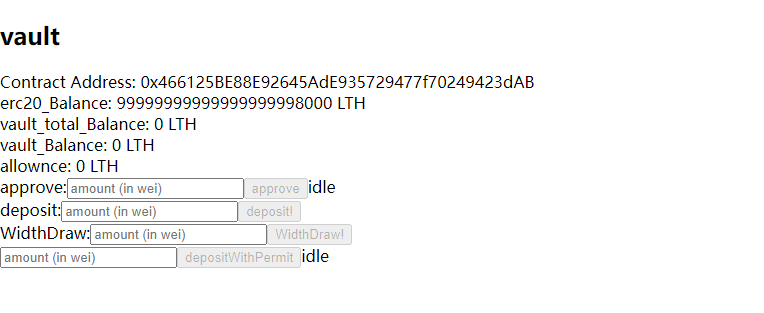 vault
Contract Address: 0x466125BE88E92645AdE935729477f70249423dAB
erc20_Balance: 99999999999999999998000 LTH
vault_total_Balance: 0 LTH
vault_Balance: 0 LTH
allownce: 0 LTH
approve: amount (in wei) approve idle
deposit: amount (in wei) deposit!
WidthDraw: amount (in wei) WidthDraw!
amount (in wei) depositWithPermit idle